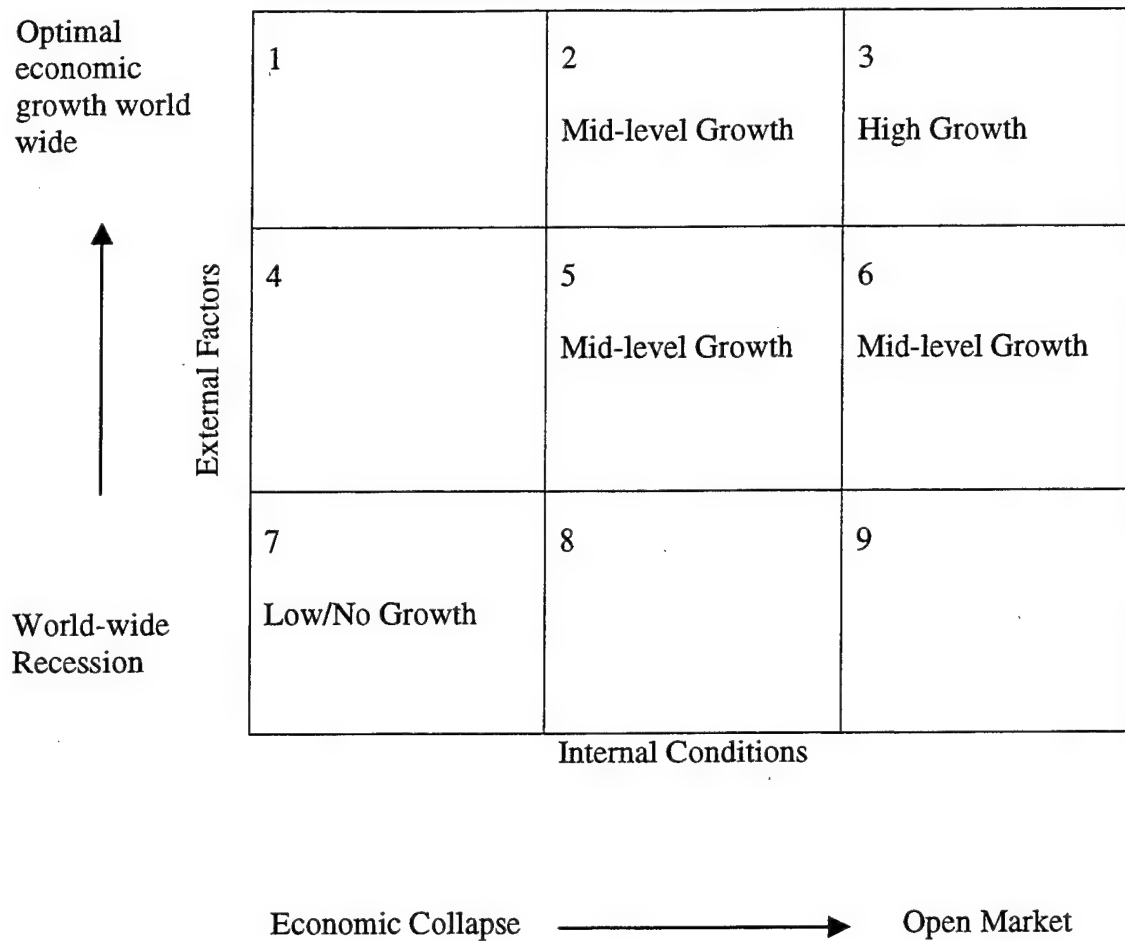 Optimal
economic
growth world
wide
1
2
3
Mid-level Growth
High Growth
External Factors
4
5
6
Mid-level Growth
Mid-level Growth
7
8
9
Low/No Growth
World-wide
Recession
Internal Conditions
Economic Collapse
Open Market